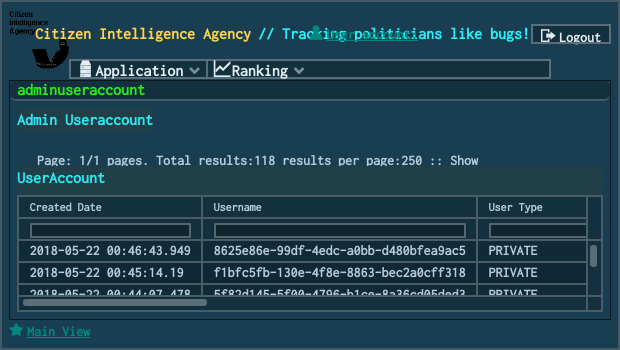 Citizen
Intelligence
Agency
Citizen Intelligence Agency // Tracking politicians like bugs!
Logout
Application
Ranking
adminuseraccount
Admin Useraccount
Page: 1/1 pages. Total results:118 results per page:250 :: Show
UserAccount
Created Date Username User Type
2018-05-22 00:46:43.949 8625e86e-99df-4edc-a0bb-d480bfea9ac5 PRIVATE
2018-05-22 00:45:14.19 f1bfc5fb-130e-4f8e-8863-bec2a0cff318 PRIVATE
2018-05-22 00:44:07.478 5f82d145-5f00-4796-b1ce-8a36cd05ded3 PRIVATE
Main View